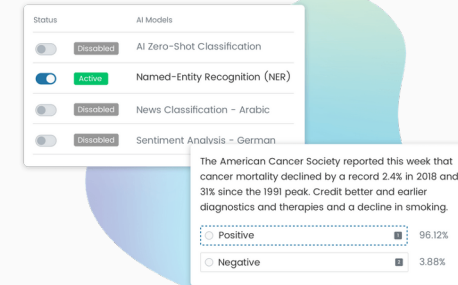 Status AI Models
Dissabled AI Zero-Shot Classification
Active Named-Entity Recognition (NER)
Dissabled News Classification - Arabic
Dissabled Sentiment Analysis - German
The American Cancer Society reported this week that
cancer mortality declined by a record 2.4% in 2018 and
31% since the 1991 peak. Credit better and earlier
diagnostics and therapies and a decline in smoking.
Positive 1 96.12%
Negative 2 3.88%